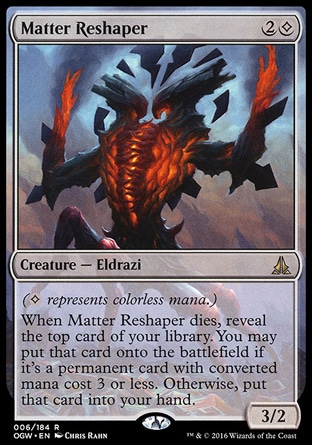 Matter Reshaper 2◇
Creature — Eldrazi
(◇ represents colorless mana.)
When Matter Reshaper dies, reveal
the top card of your library. You may
put that card onto the battlefield if
it's a permanent card with converted
mana cost 3 or less. Otherwise, put
that card into your hand.
006/184 R
OGW • EN Chris Rahn
3/2
™ & © 2016 Wizards of the Coast